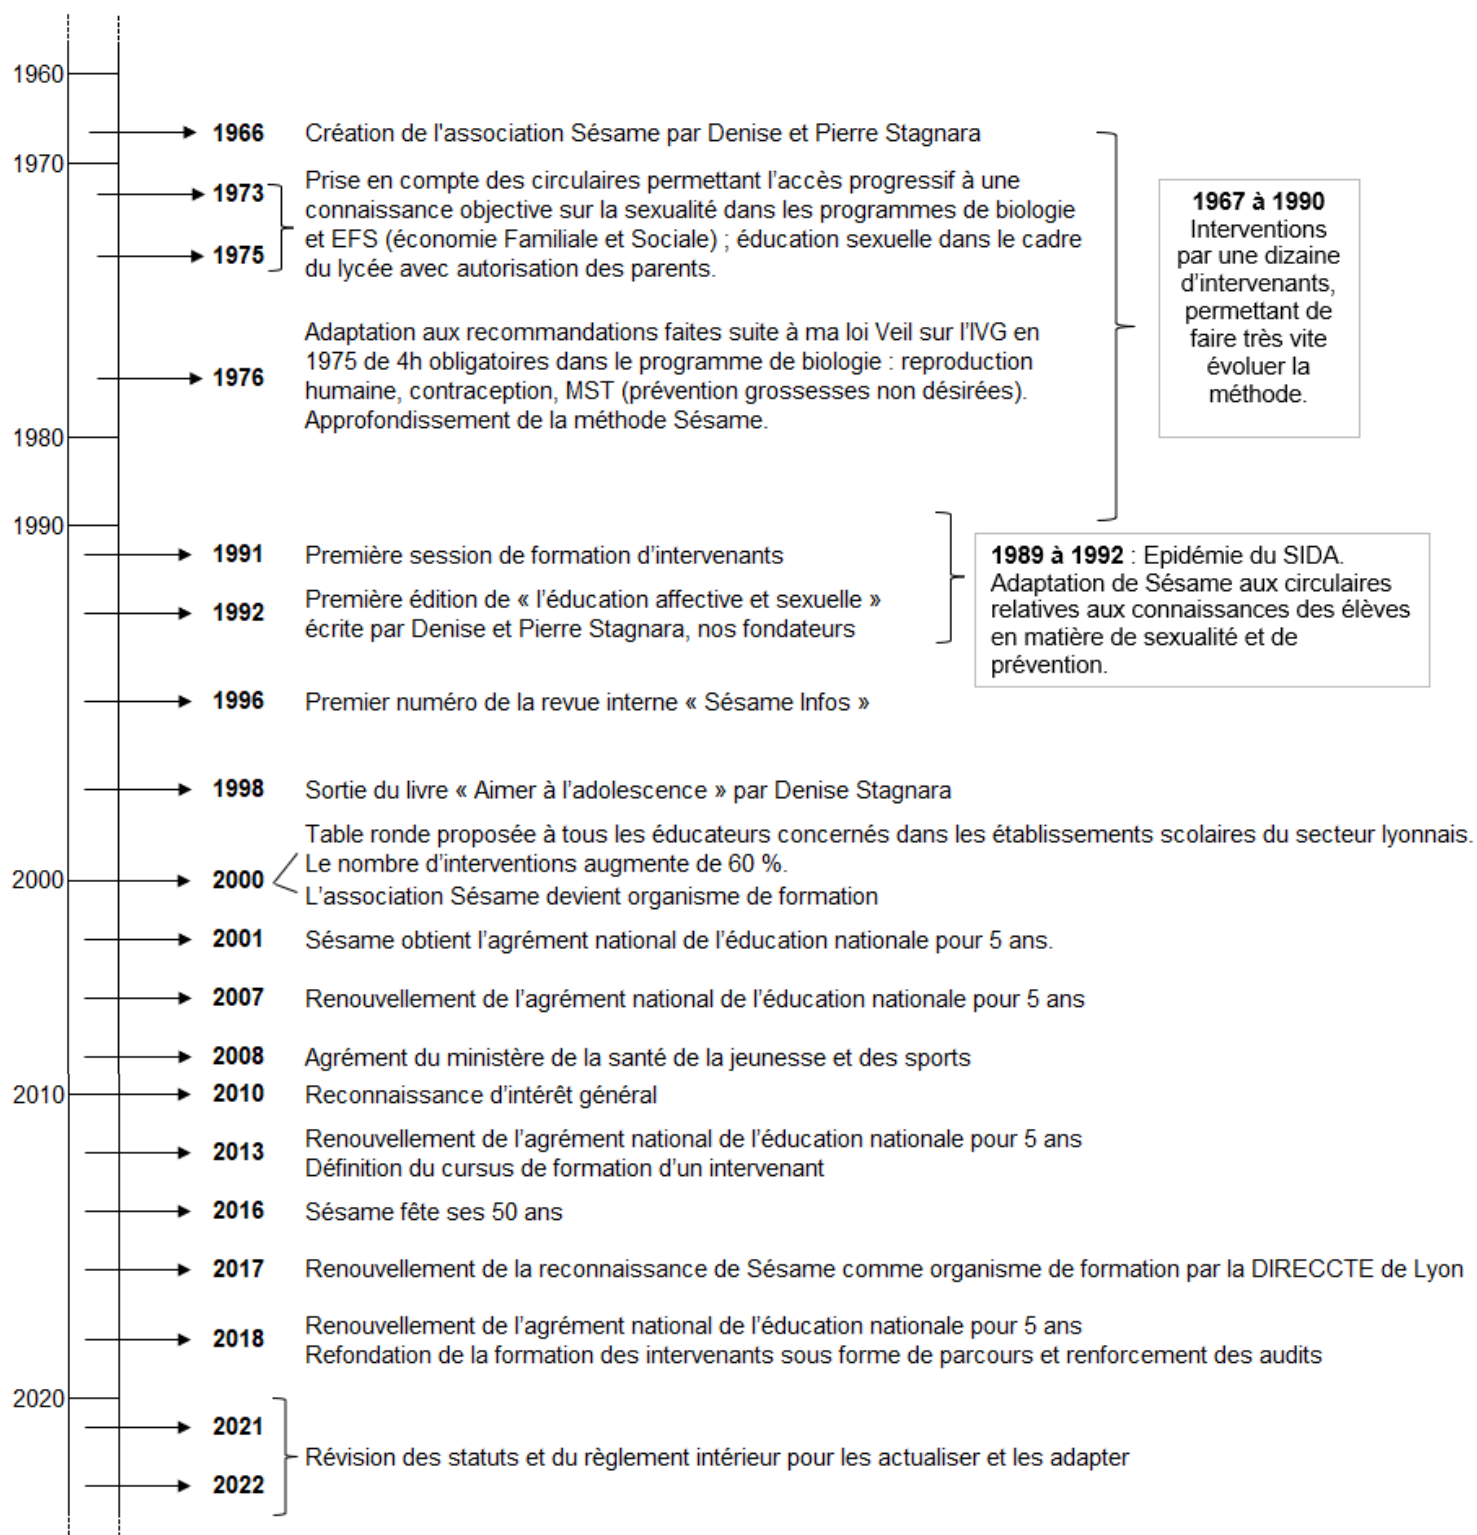 1960
1966 Création de l'association Sésame par Denise et Pierre Stagnara
1970
1973
1975
Prise en compte des circulaires permettant l’accès progressif à une
connaissance objective sur la sexualité dans les programmes de biologie
et EFS (économie Familiale et Sociale) ; éducation sexuelle dans le cadre
du lycée avec autorisation des parents.
1967 à 1990
Interventions
par une dizaine
d’intervenants,
permettant de
faire très vite
évoluer la
méthode.
1976
Adaptation aux recommandations faites suite à ma loi Veil sur l’IVG en
1975 de 4h obligatoires dans le programme de biologie : reproduction
humaine, contraception, MST (prévention grossesses non désirées).
Approfondissement de la méthode Sésame.
1980
1990
1991 Première session de formation d’intervenants
1992
Première édition de « l’éducation affective et sexuelle »
écrite par Denise et Pierre Stagnara, nos fondateurs
1989 à 1992 : Epidémie du SIDA.
Adaptation de Sésame aux circulaires
relatives aux connaissances des élèves
en matière de sexualité et de
prévention.
1996 Premier numéro de la revue interne « Sésame Infos »
1998 Sortie du livre « Aimer à l’adolescence » par Denise Stagnara
2000
2000
Table ronde proposée à tous les éducateurs concernés dans les établissements scolaires du secteur lyonnais.
Le nombre d’interventions augmente de 60 %.
L’association Sésame devient organisme de formation
2001 Sésame obtient l’agrément national de l’éducation nationale pour 5 ans.
2007 Renouvellement de l’agrément national de l’éducation nationale pour 5 ans
2008 Agrément du ministère de la santé de la jeunesse et des sports
2010
2010 Reconnaissance d’intérêt général
2013
Renouvellement de l’agrément national de l’éducation nationale pour 5 ans
Définition du cursus de formation d’un intervenant
2016 Sésame fête ses 50 ans
2017 Renouvellement de la reconnaissance de Sésame comme organisme de formation par la DIRECCTE de Lyon
2018
Renouvellement de l’agrément national de l’éducation nationale pour 5 ans
Refondation de la formation des intervenants sous forme de parcours et renforcement des audits
2020
2021
2022
Révision des statuts et du règlement intérieur pour les actualiser et les adapter